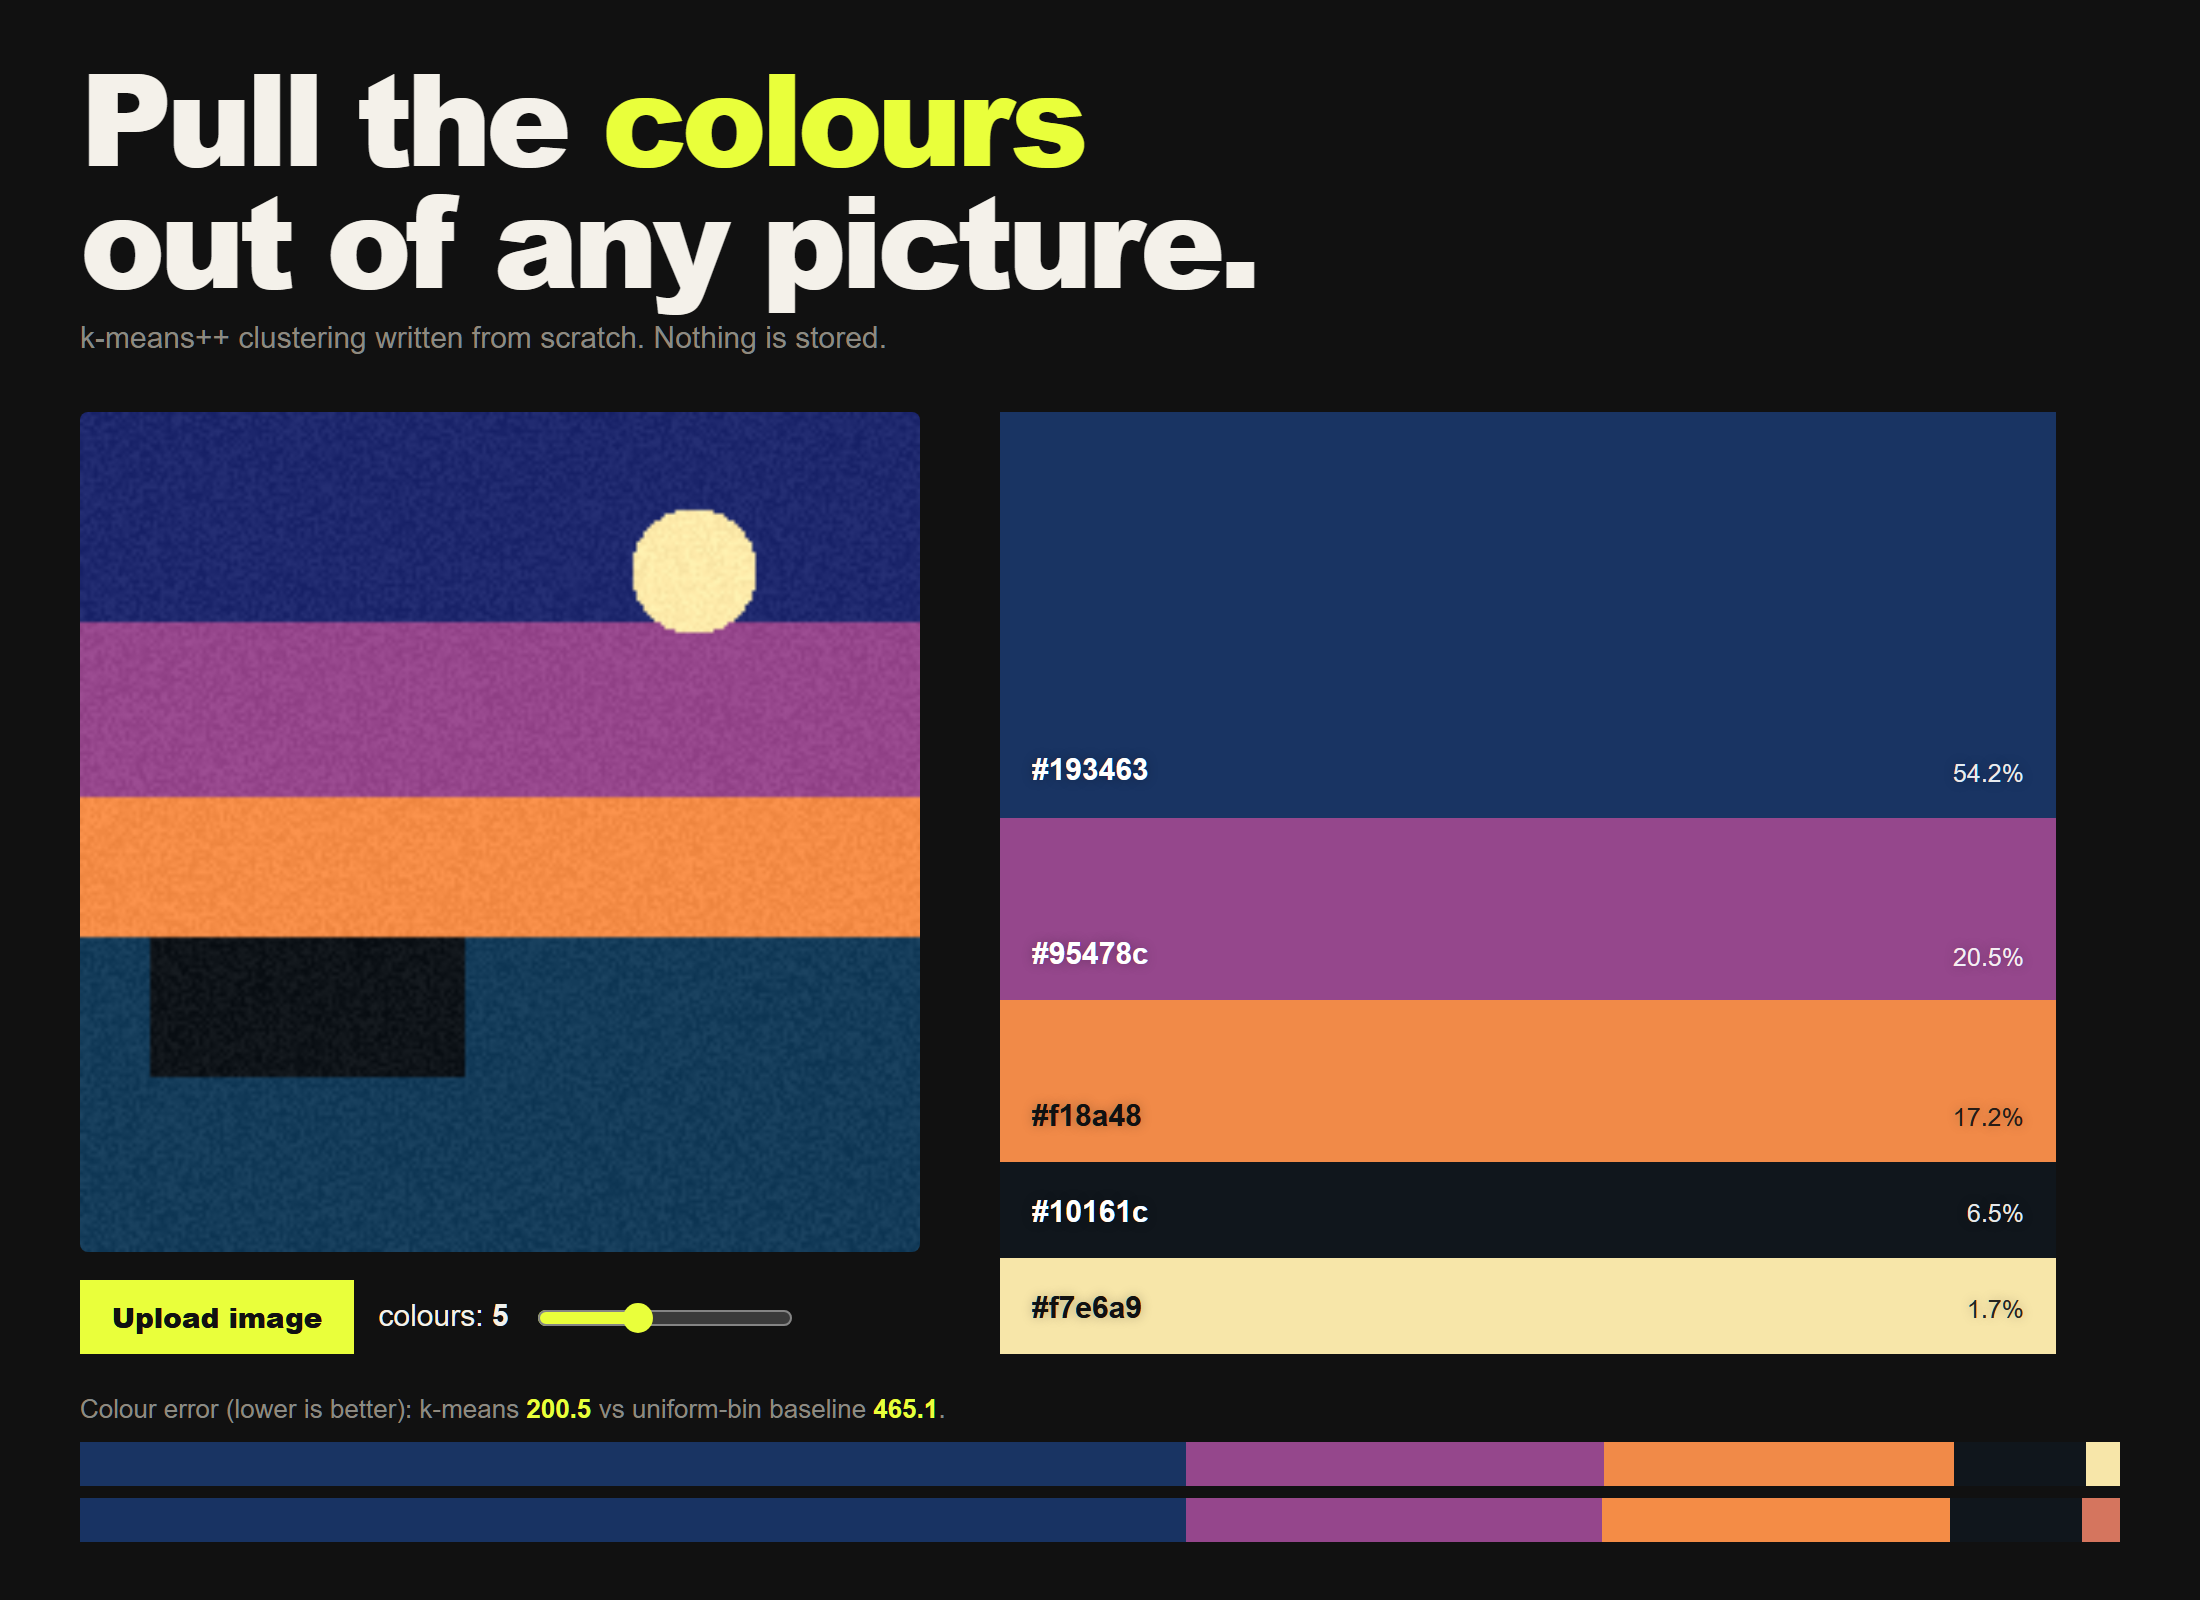 Pull the colours
out of any picture.
k-means++ clustering written from scratch. Nothing is stored.
#193463 54.2%
#95478c 20.5%
#f18a48 17.2%
#10161c 6.5%
#f7e6a9 1.7%
Upload image colours: 5
Colour error (lower is better): k-means 200.5 vs uniform-bin baseline 465.1.